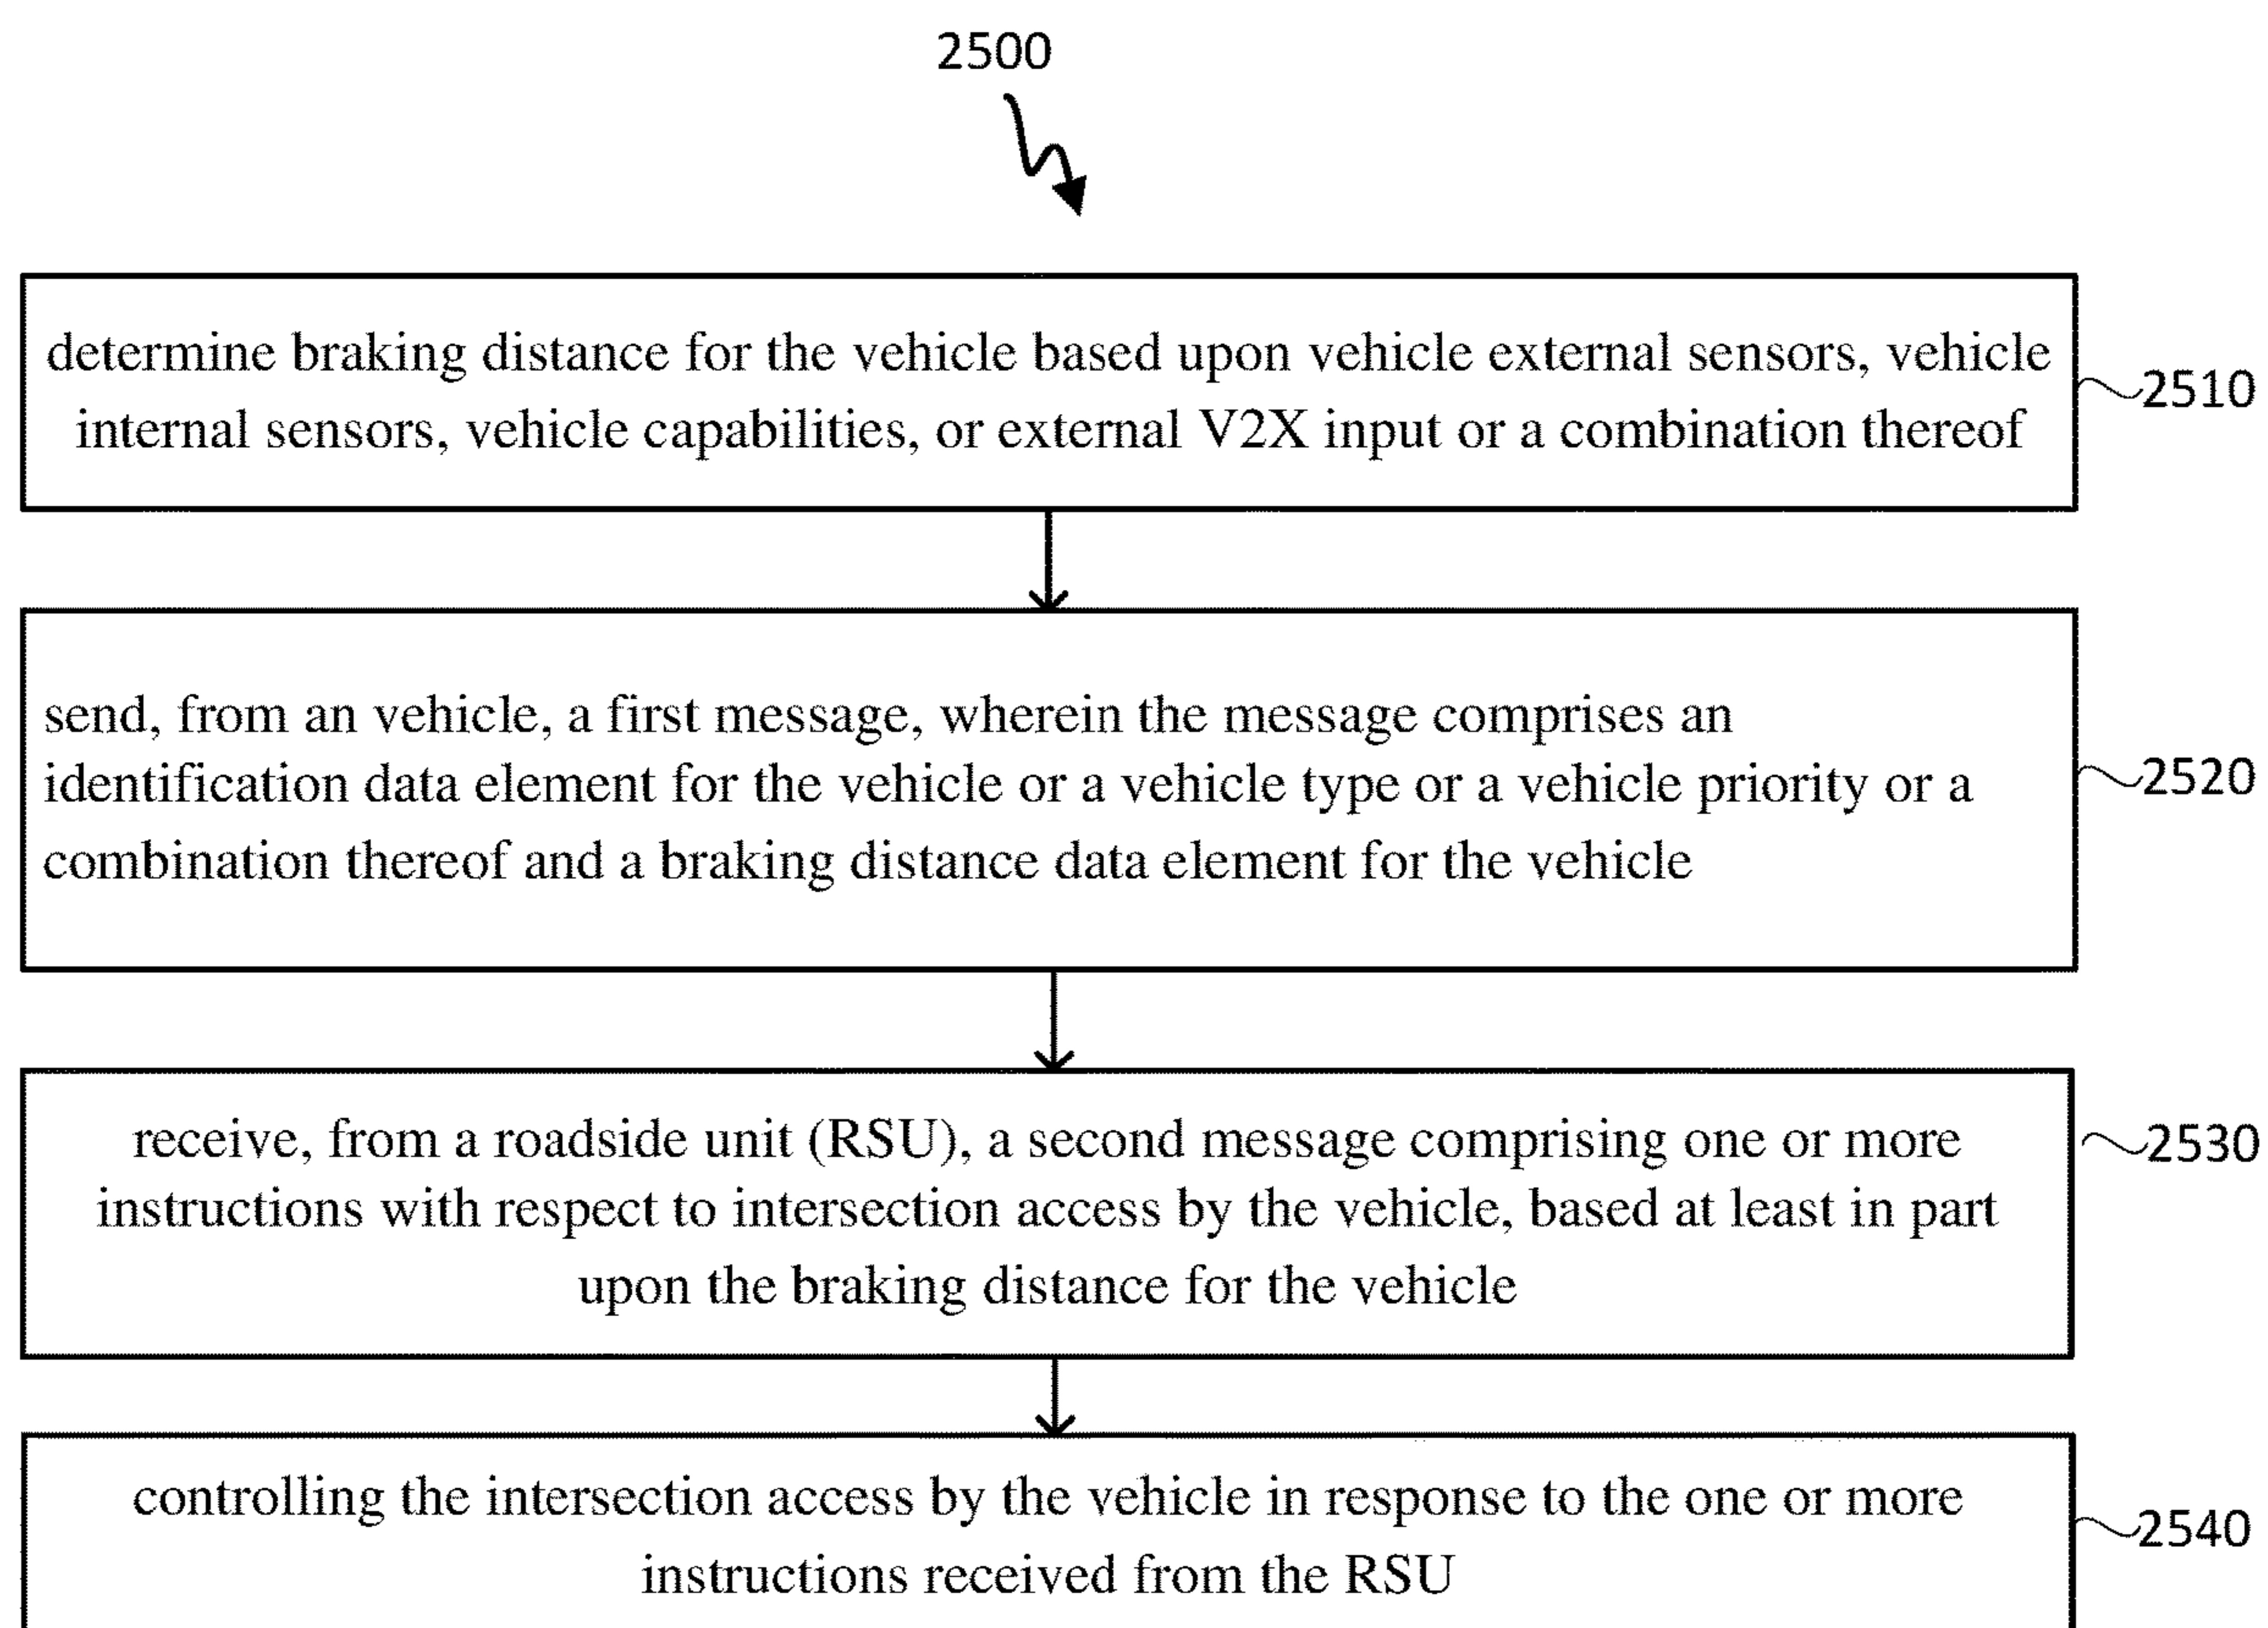 2500
determine braking distance for the vehicle based upon vehicle external sensors, vehicle
internal sensors, vehicle capabilities, or external V2X input or a combination thereof
2510
send, from an vehicle, a first message, wherein the message comprises an
identification data element for the vehicle or a vehicle type or a vehicle priority or a
combination thereof and a braking distance data element for the vehicle
2520
receive, from a roadside unit (RSU), a second message comprising one or more
instructions with respect to intersection access by the vehicle, based at least in part
upon the braking distance for the vehicle
2530
controlling the intersection access by the vehicle in response to the one or more
instructions received from the RSU
2540